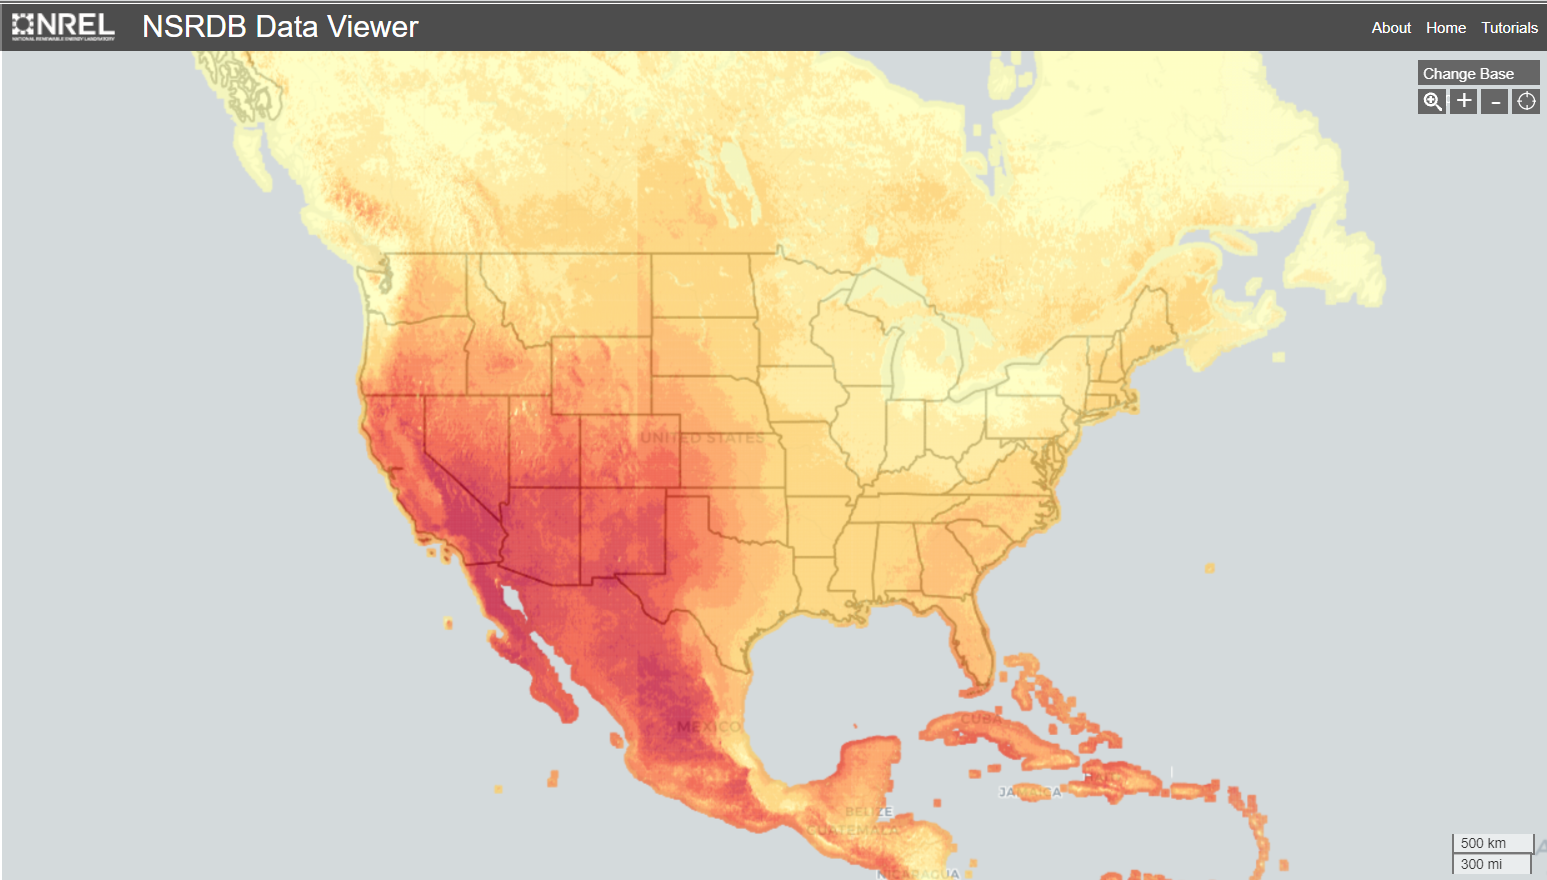 NREL
NATIONAL RENEWABLE ENERGY LABORATORY
NSRDB Data Viewer
About Home Tutorials
Change Base
+ -
UNITED STATES
MEXICO
CUBA
JAMAICA
BELIZE
GUATEMALA
NICARAGUA
500 km
300 mi